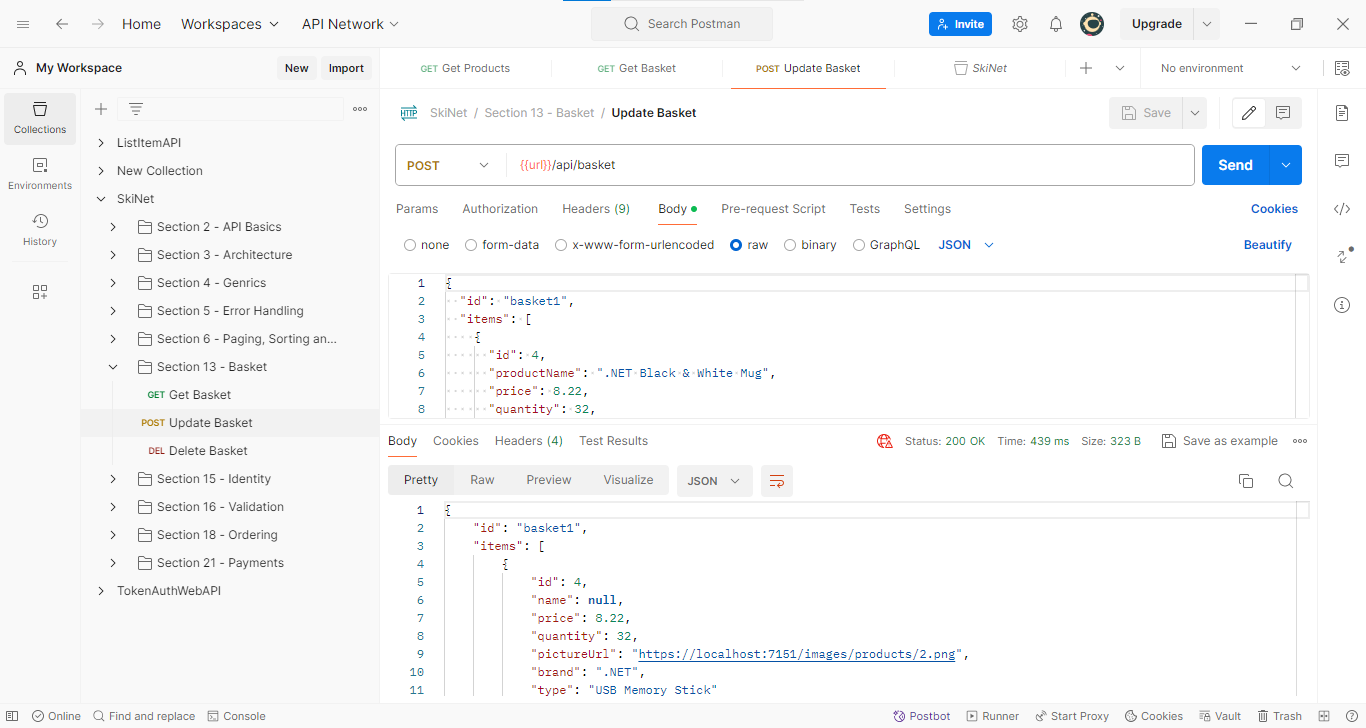 Home Workspaces API Network Search Postman Invite Upgrade
My Workspace New Import GET Get Products GET Get Basket POST Update Basket SkiNet No environment
Collections
Environments
History
ListItemAPI
New Collection
SkiNet
Section 2 - API Basics
Section 3 - Architecture
Section 4 - Genrics
Section 5 - Error Handling
Section 6 - Paging, Sorting an...
Section 13 - Basket
GET Get Basket
POST Update Basket
DEL Delete Basket
Section 15 - Identity
Section 16 - Validation
Section 18 - Ordering
Section 21 - Payments
TokenAuthWebAPI
HTTP SkiNet / Section 13 - Basket / Update Basket Save
POST {{url}}/api/basket Send
Params Authorization Headers (9) Body Pre-request Script Tests Settings Cookies
none form-data x-www-form-urlencoded raw binary GraphQL JSON Beautify
1 {
2 "id": "basket1",
3 "items": [
4 {
5 "id": 4,
6 "productName": ".NET Black & White Mug",
7 "price": 8.22,
8 "quantity": 32,
Body Cookies Headers (4) Test Results Status: 200 OK Time: 439 ms Size: 323 B Save as example
Pretty Raw Preview Visualize JSON
1 {
2 "id": "basket1",
3 "items": [
4 {
5 "id": 4,
6 "name": null,
7 "price": 8.22,
8 "quantity": 32,
9 "pictureUrl": "https://localhost:7151/images/products/2.png",
10 "brand": ".NET",
11 "type": "USB Memory Stick"
Online Find and replace Console Postbot Runner Start Proxy Cookies Vault Trash